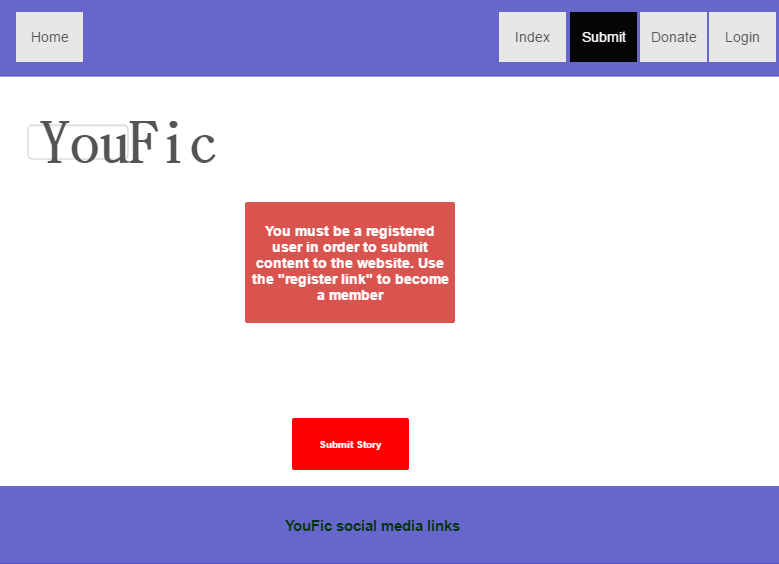 Home
Index
Submit
Donate
Login
YouFic
You must be a registered
user in order to submit
content to the website. Use
the "register link" to become
a member
Submit Story
YouFic social media links